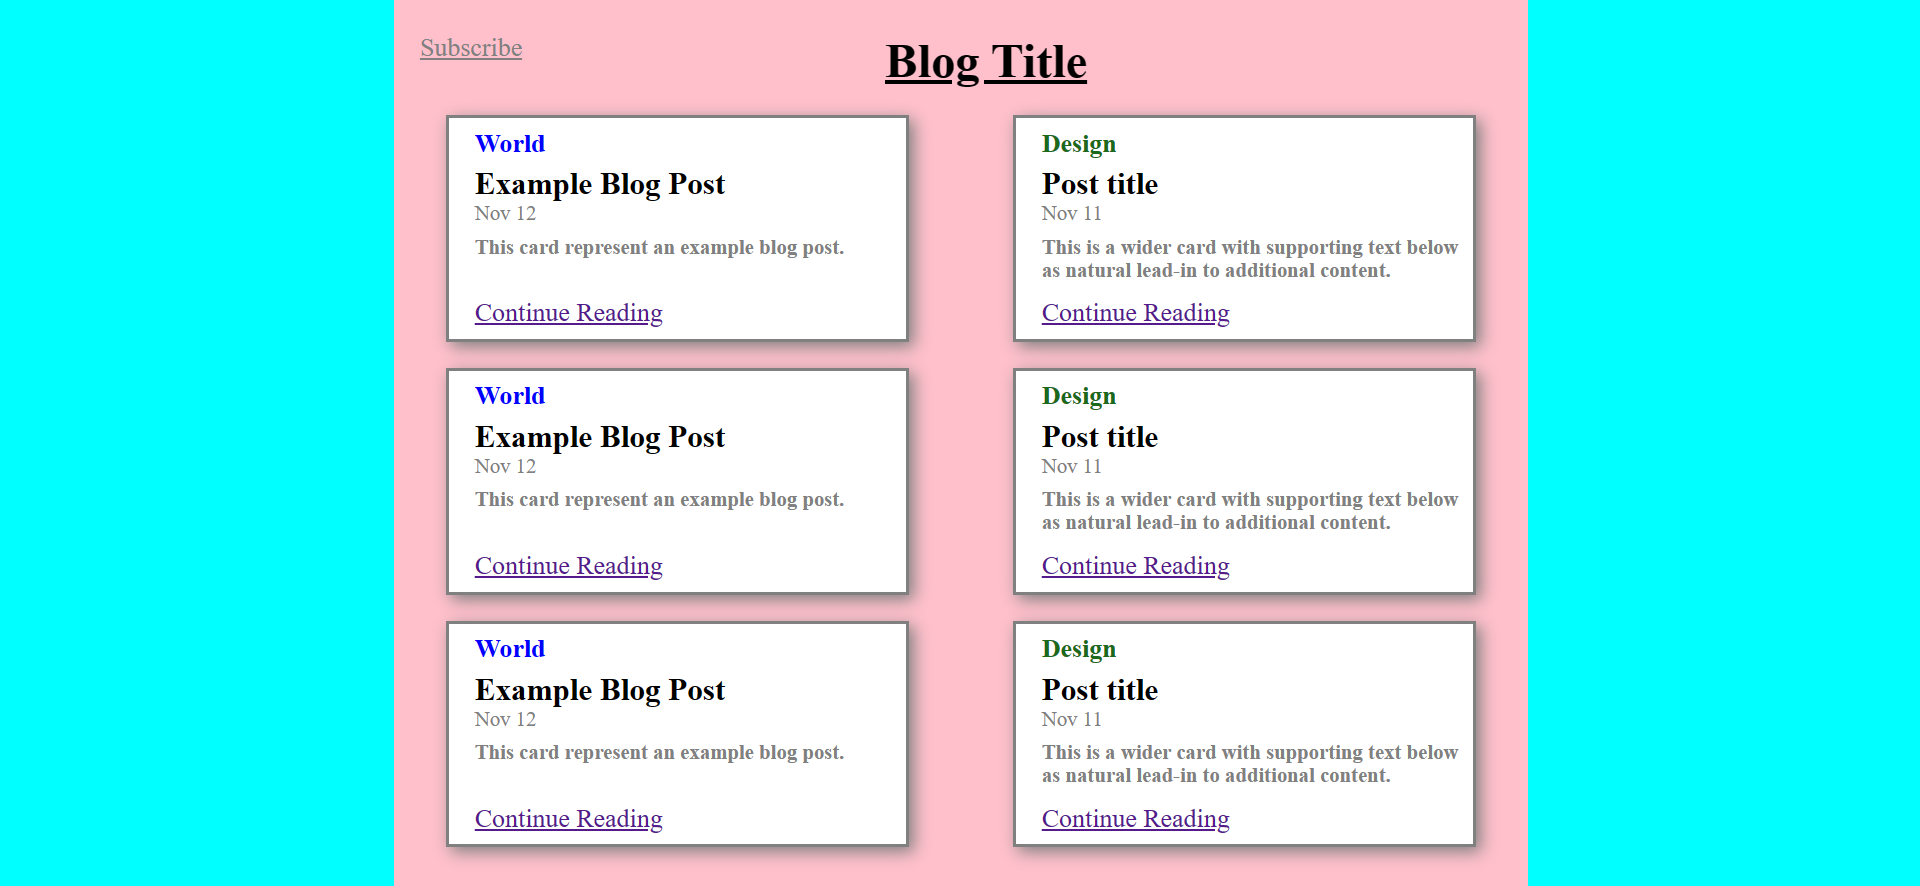 Subscribe
Blog Title
World
Example Blog Post
Nov 12
This card represent an example blog post.
Continue Reading
Design
Post title
Nov 11
This is a wider card with supporting text below
as natural lead-in to additional content.
Continue Reading
World
Example Blog Post
Nov 12
This card represent an example blog post.
Continue Reading
Design
Post title
Nov 11
This is a wider card with supporting text below
as natural lead-in to additional content.
Continue Reading
World
Example Blog Post
Nov 12
This card represent an example blog post.
Continue Reading
Design
Post title
Nov 11
This is a wider card with supporting text below
as natural lead-in to additional content.
Continue Reading